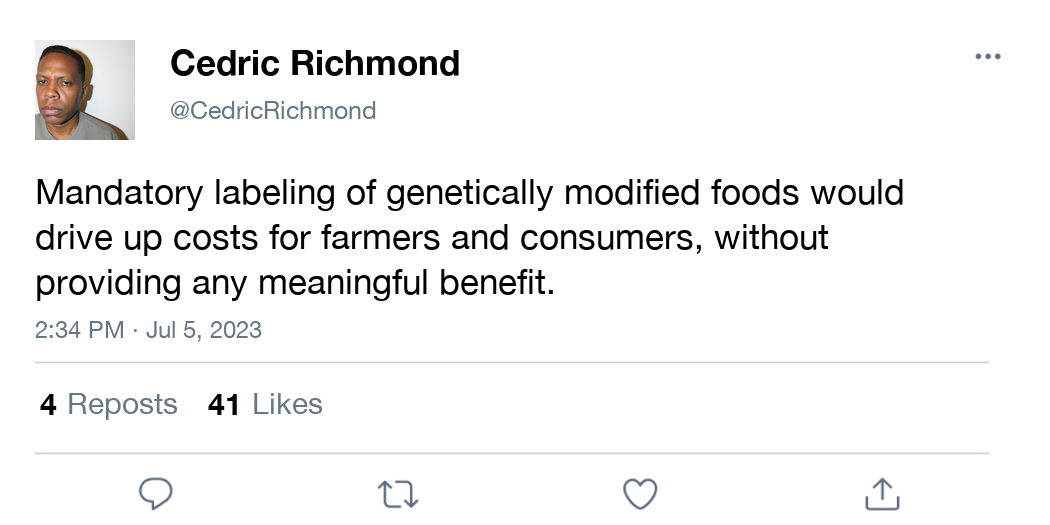 Cedric Richmond
@CedricRichmond
Mandatory labeling of genetically modified foods would
drive up costs for farmers and consumers, without
providing any meaningful benefit.
2:34 PM · Jul 5, 2023
4 Reposts 41 Likes